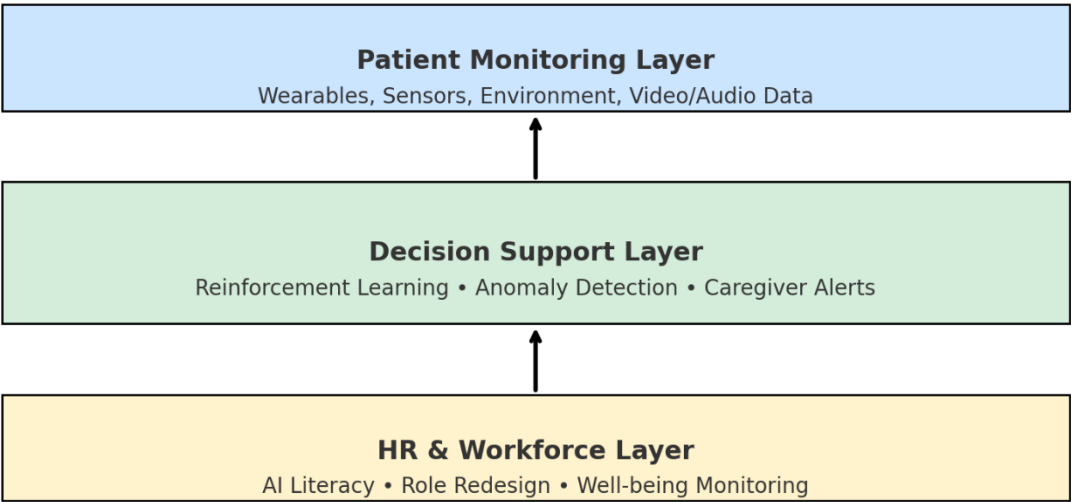 Patient Monitoring Layer
Wearables, Sensors, Environment, Video/Audio Data
Decision Support Layer
Reinforcement Learning • Anomaly Detection • Caregiver Alerts
HR & Workforce Layer
AI Literacy • Role Redesign • Well-being Monitoring